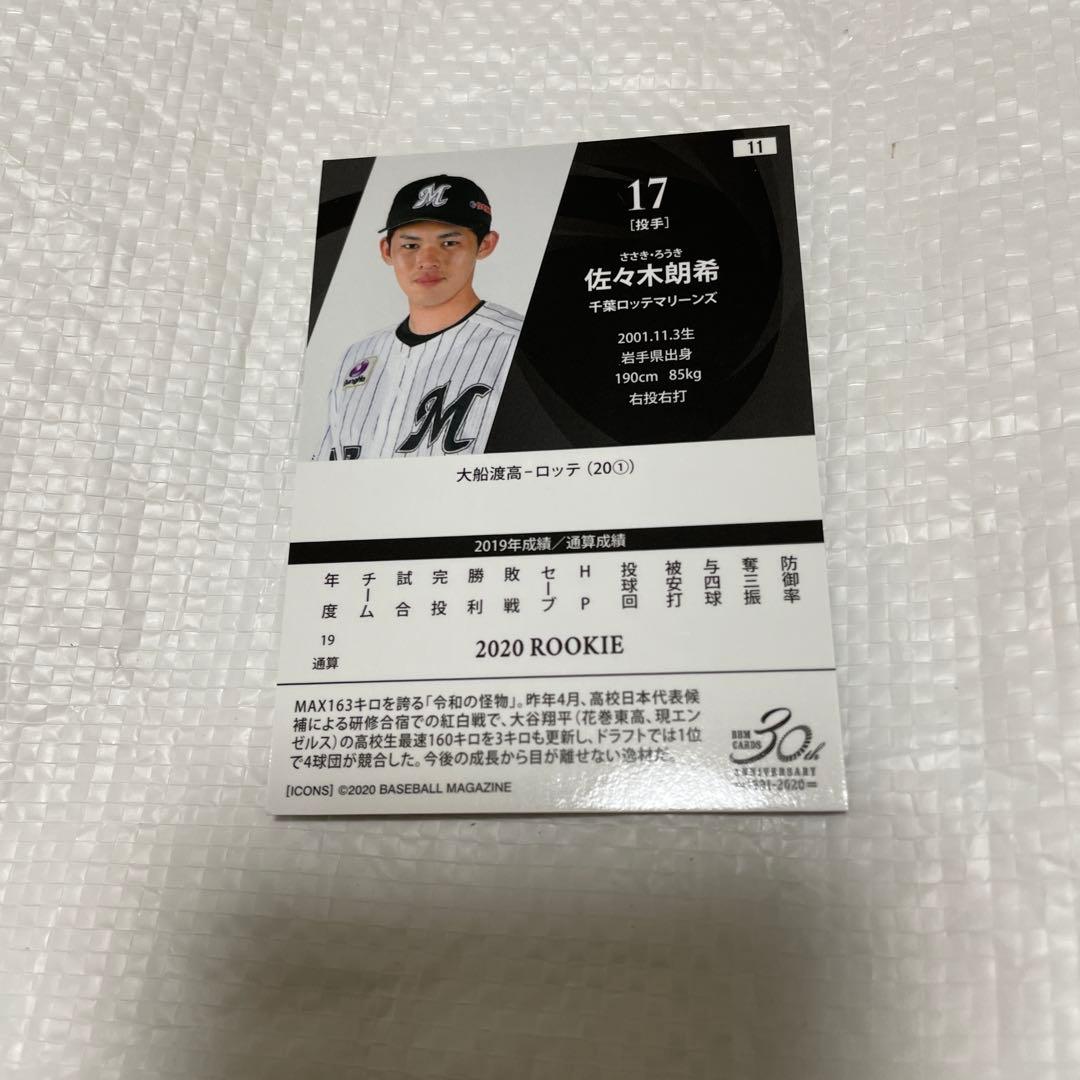 11
17
[投手]
ささき・ろうき
佐々木朗希
千葉ロッテマリーンズ
2001.11.3生
岩手県出身
190cm 85kg
右投右打
M
M
大船渡高−ロッテ（20①）
2019年成績／通算成績
年度 チーム 試合 完投 勝利 敗戦 セーブ HP 投球回 被安打 与四球 奪三振 防御率
19
通算
2020 ROOKIE
MAX163キロを誇る「令和の怪物」。昨年4月、高校日本代表候
補による研修合宿での紅白戦で、大谷翔平（花巻東高、現エン
ゼルス）の高校生最速160キロを3キロも更新し、ドラフトでは1位
で4球団が競合した。今後の成長から目が離せない逸材だ。
BBM
CARDS
30th
ANNIVERSARY
1991-2020
[ICONS] ©2020 BASEBALL MAGAZINE